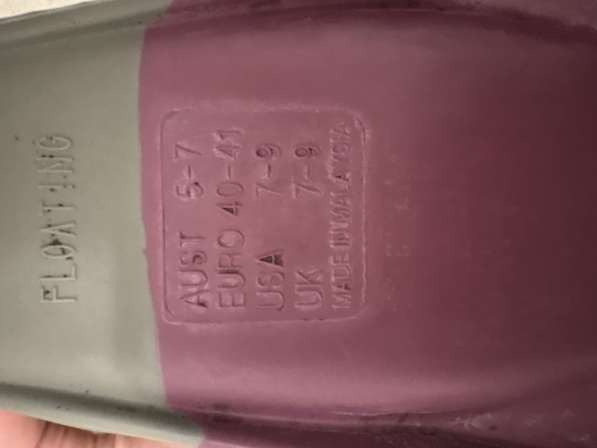 FLOATING
AUST 5-7
EURO 40-41
USA 7-9
UK 7-9
MADE IN MALAYSIA